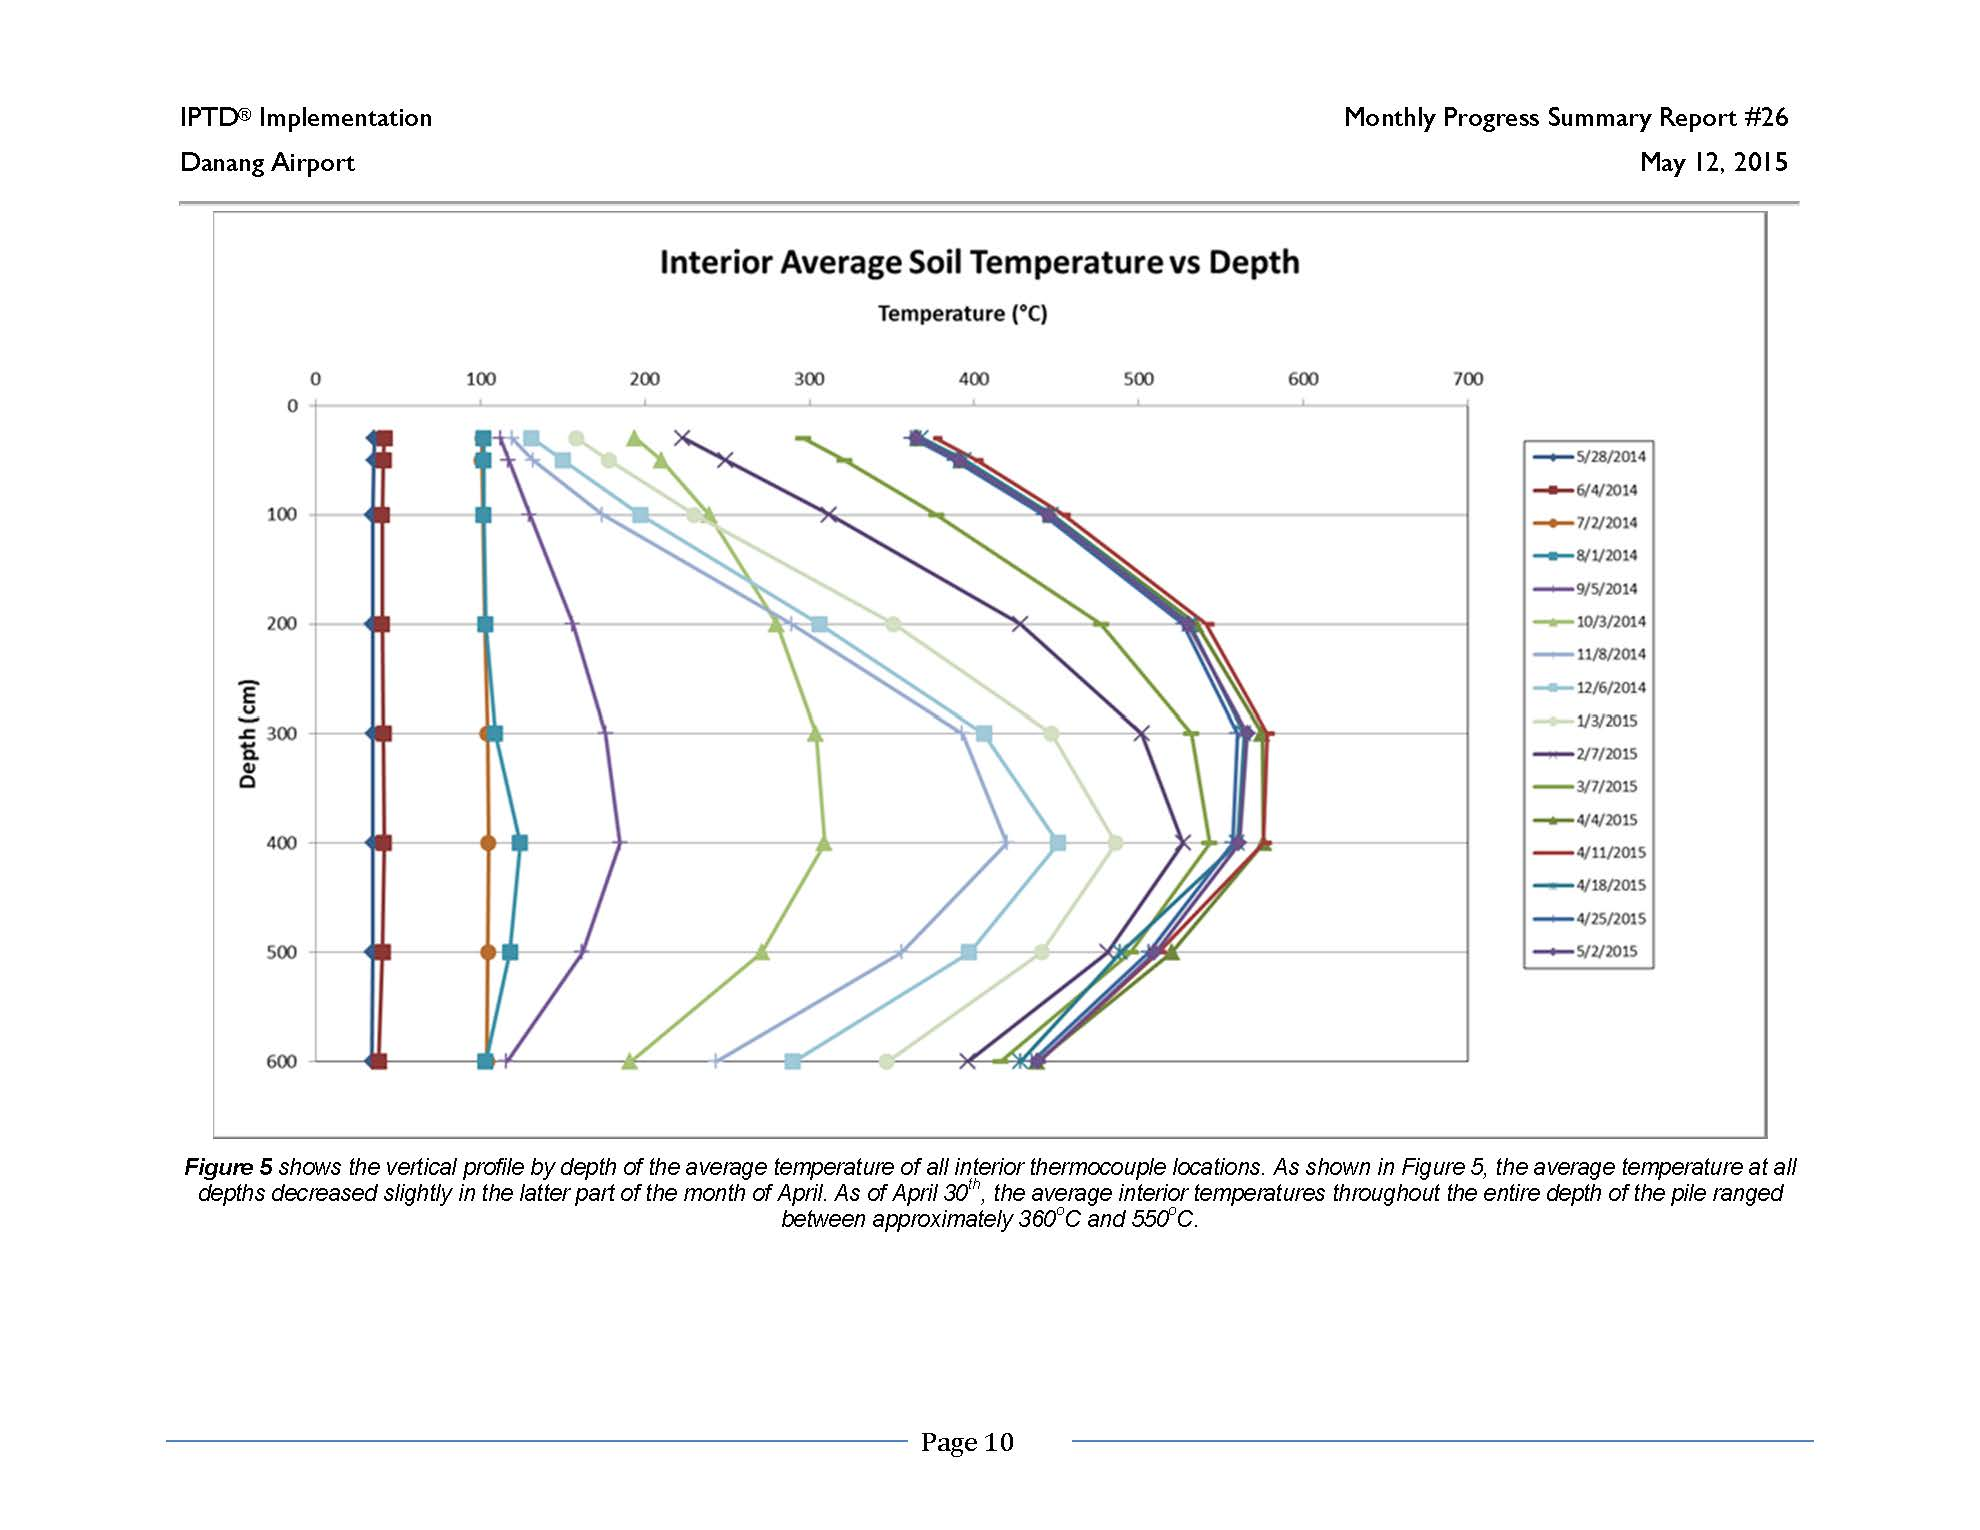 IPTD® Implementation
Monthly Progress Summary Report #26
Danang Airport
May 12, 2015
Interior Average Soil Temperature vs Depth
Temperature (°C)
0 100 200 300 400 500 600 700
0
100
200
300
400
500
600
Depth (cm)
5/28/2014
6/4/2014
7/2/2014
8/1/2014
9/5/2014
10/3/2014
11/8/2014
12/6/2014
1/3/2015
2/7/2015
3/7/2015
4/4/2015
4/11/2015
4/18/2015
4/25/2015
5/2/2015
Figure 5 shows the vertical profile by depth of the average temperature of all interior thermocouple locations. As shown in Figure 5, the average temperature at all
depths decreased slightly in the latter part of the month of April. As of April 30th, the average interior temperatures throughout the entire depth of the pile ranged
between approximately 360°C and 550°C.
Page 10